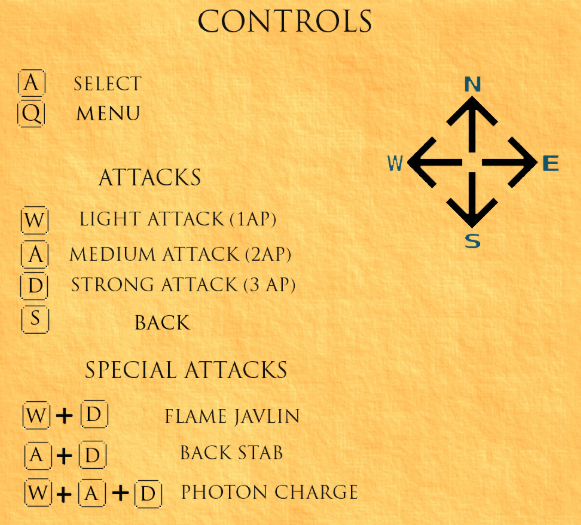 CONTROLS
A SELECT
Q MENU
N
W E
S
ATTACKS
W LIGHT ATTACK (1AP)
A MEDIUM ATTACK (2AP)
D STRONG ATTACK (3 AP)
S BACK
SPECIAL ATTACKS
W + D FLAME JAVLIN
A + D BACK STAB
W + A + D PHOTON CHARGE